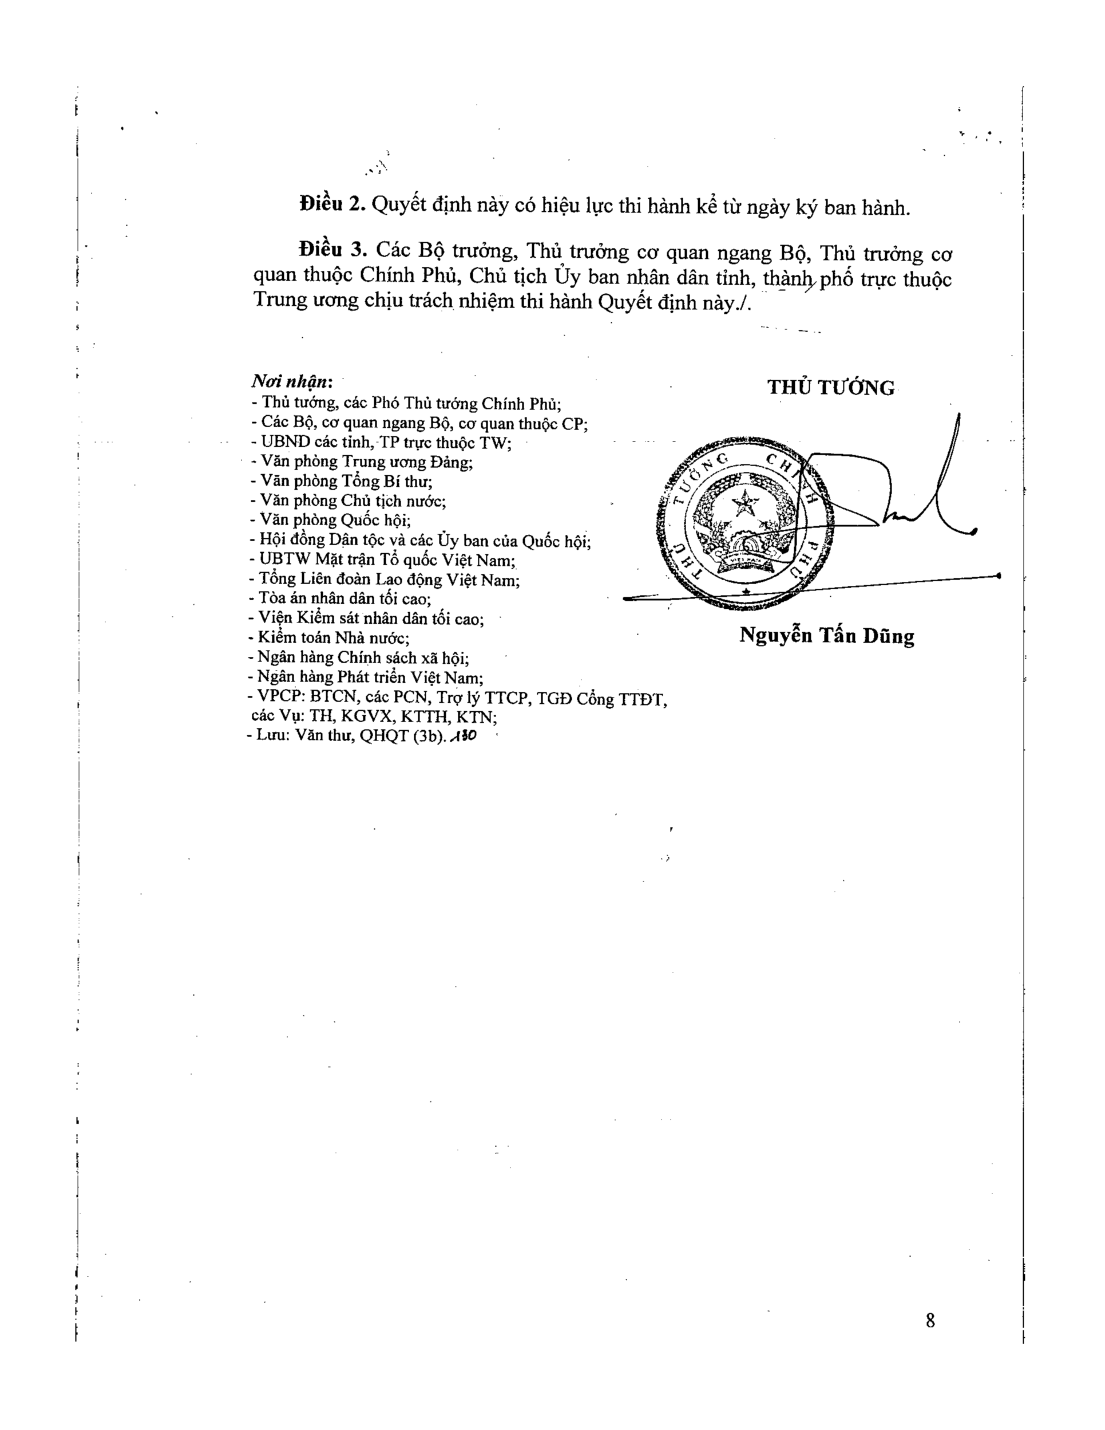 Điều 2. Quyết định này có hiệu lực thi hành kể từ ngày ký ban hành.
Điều 3. Các Bộ trưởng, Thủ trưởng cơ quan ngang Bộ, Thủ trưởng cơ
quan thuộc Chính Phủ, Chủ tịch Ủy ban nhân dân tỉnh, thành phố trực thuộc
Trung ương chịu trách nhiệm thi hành Quyết định này./.
Nơi nhận:
- Thủ tướng, các Phó Thủ tướng Chính Phủ;
- Các Bộ, cơ quan ngang Bộ, cơ quan thuộc CP;
- UBND các tỉnh, TP trực thuộc TW;
- Văn phòng Trung ương Đảng;
- Văn phòng Tổng Bí thư;
- Văn phòng Chủ tịch nước;
- Văn phòng Quốc hội;
- Hội đồng Dân tộc và các Ủy ban của Quốc hội;
- UBTW Mặt trận Tổ quốc Việt Nam;
- Tổng Liên đoàn Lao động Việt Nam;
- Tòa án nhân dân tối cao;
- Viện Kiểm sát nhân dân tối cao;
- Kiểm toán Nhà nước;
- Ngân hàng Chính sách xã hội;
- Ngân hàng Phát triển Việt Nam;
- VPCP: BTCN, các PCN, Trợ lý TTCP, TGĐ Cổng TTĐT,
các Vụ: TH, KGVX, KTTH, KTN;
- Lưu: Văn thư, QHQT (3b).
THỦ TƯỚNG
THỦ TƯỚNG CHÍNH PHỦ
Nguyễn Tấn Dũng
8